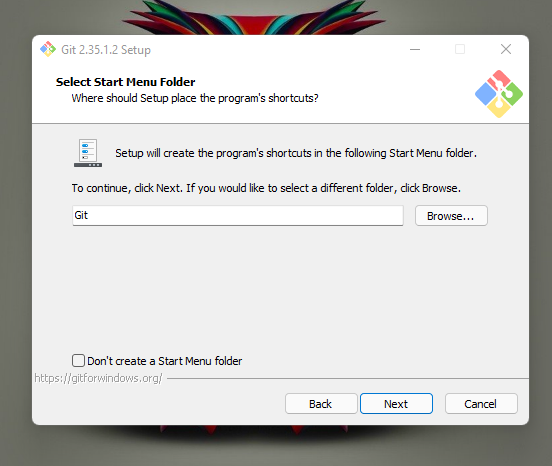 Git 2.35.1.2 Setup
Select Start Menu Folder
Where should Setup place the program's shortcuts?
Setup will create the program's shortcuts in the following Start Menu folder.
To continue, click Next. If you would like to select a different folder, click Browse.
Git
Browse...
Don't create a Start Menu folder
https://gitforwindows.org/
Back
Next
Cancel